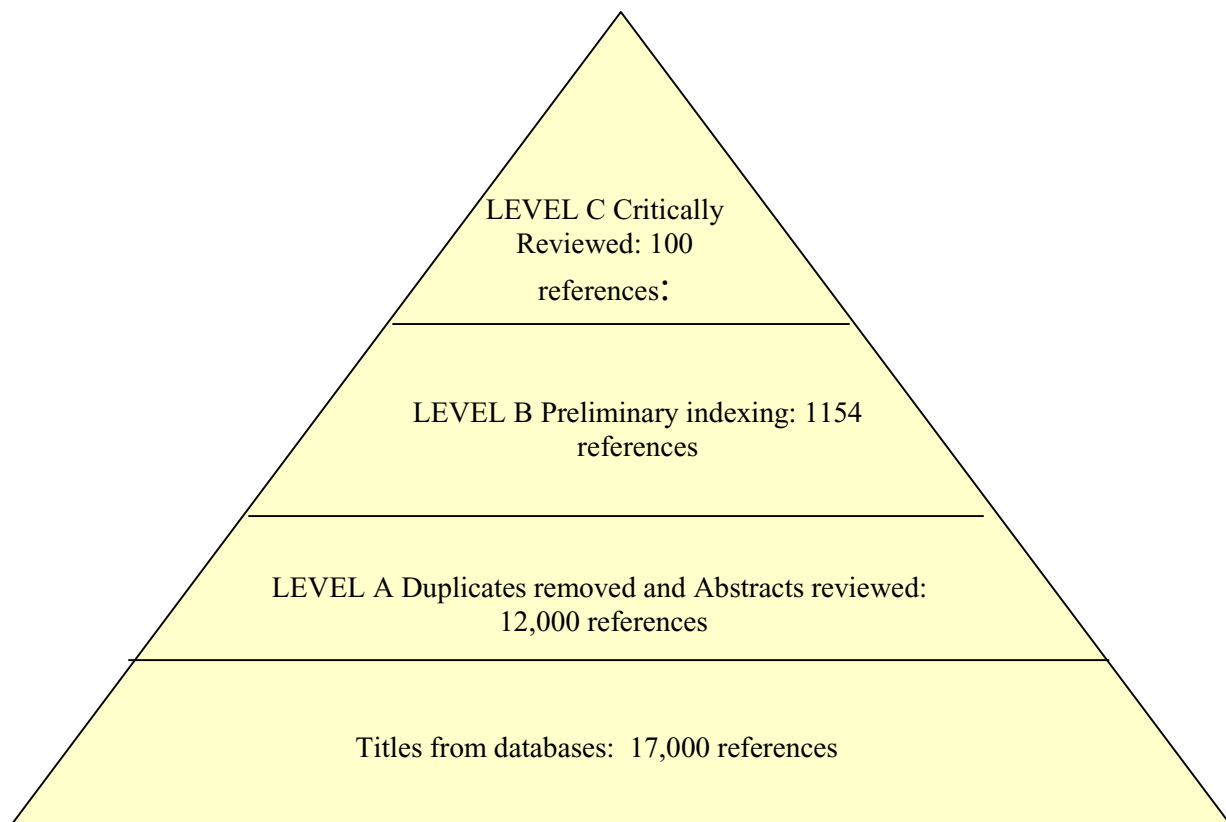 LEVEL C Critically
Reviewed: 100
references:
LEVEL B Preliminary indexing: 1154
references
LEVEL A Duplicates removed and Abstracts reviewed:
12,000 references
Titles from databases:  17,000 references